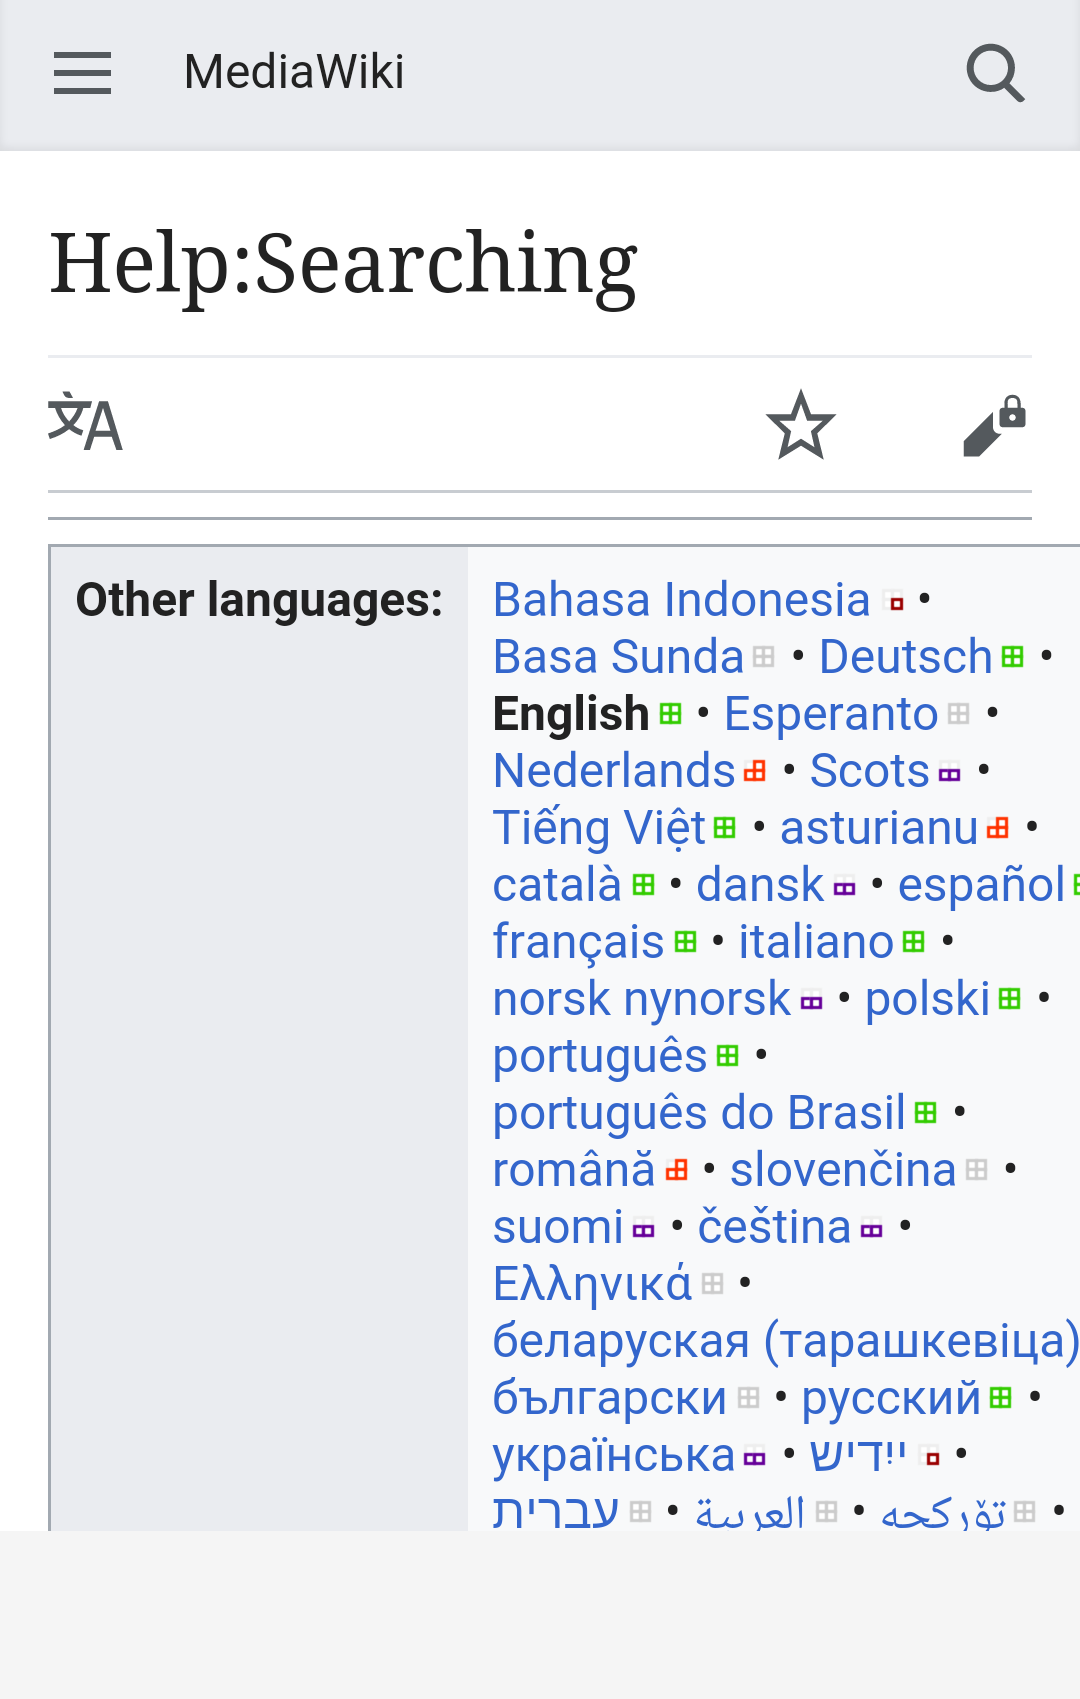 MediaWiki
Help:Searching
Other languages:
Bahasa Indonesia •
Basa Sunda • Deutsch •
English • Esperanto •
Nederlands • Scots •
Tiếng Việt • asturianu •
català • dansk • español
français • italiano •
norsk nynorsk • polski •
português •
português do Brasil •
română • slovenčina •
suomi • čeština •
Ελληνικά •
беларуская (тарашкевіца)
български • русский •
українська • ייִדיש •
עברית • العربية • تۆرکجه •